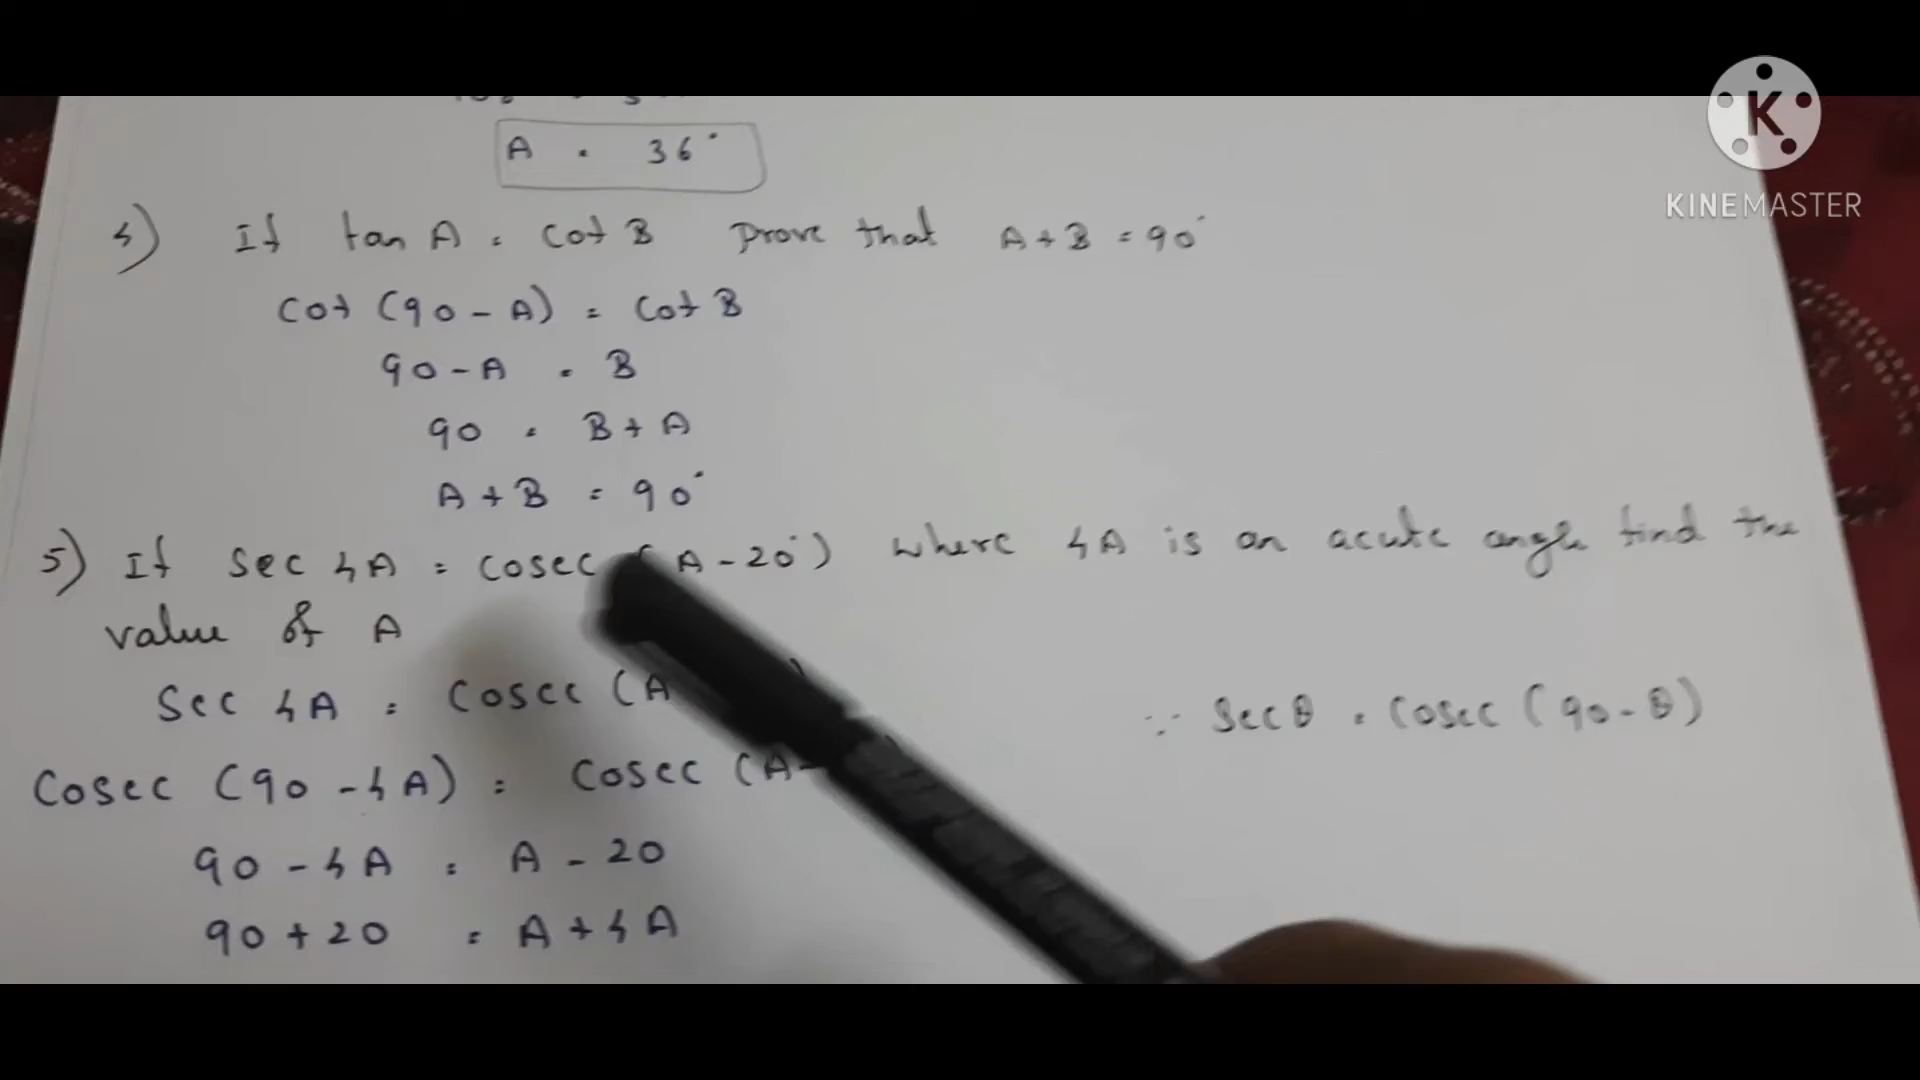 A = 36°
4) If tan A = cot B prove that A + B = 90°
cot (90 - A) = cot B
90 - A = B
90 = B + A
A + B = 90°
5) If sec 4A = cosec (A - 20°) where 4A is an acute angle find the
value of A
sec 4A = cosec (A
∵ sec θ = cosec (90 - θ)
cosec (90 - 4A) = cosec (A -
90 - 4A = A - 20
90 + 20 = A + 4A
K
KINEMASTER